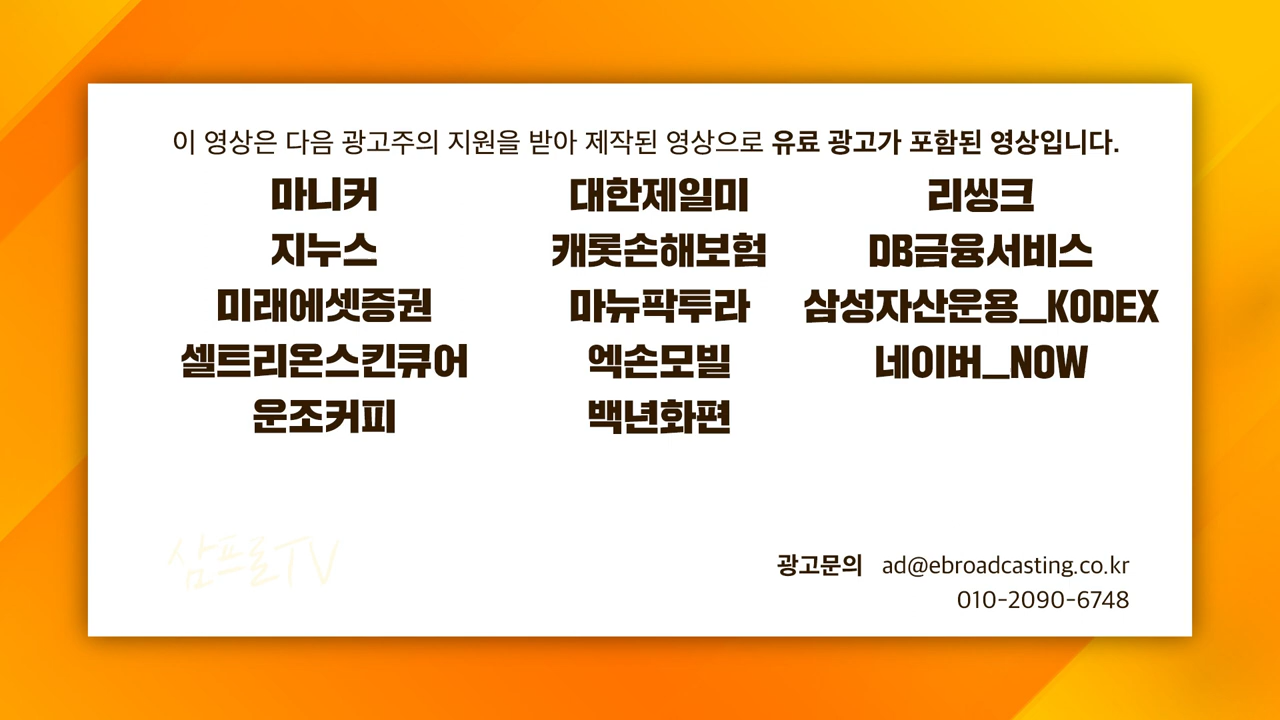 이 영상은 다음 광고주의 지원을 받아 제작된 영상으로 유료 광고가 포함된 영상입니다.
마니커 대한제일미 리씽크
지누스 캐롯손해보험 DB금융서비스
미래에셋증권 마뉴팍투라 삼성자산운용_KODEX
셀트리온스킨큐어 엑손모빌 네이버_NOW
운조커피 백년화편
삼프로TV
광고문의 ad@ebroadcasting.co.kr
010-2090-6748